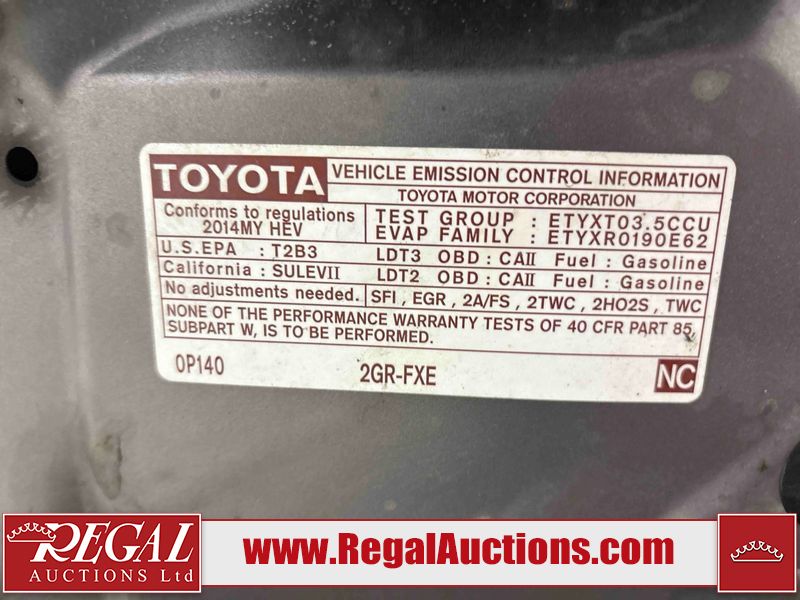 TOYOTA
VEHICLE EMISSION CONTROL INFORMATION
TOYOTA MOTOR CORPORATION
Conforms to regulations
2014MY HEV
TEST GROUP : ETYXT03.5CCU
EVAP FAMILY : ETYXR0190E62
U.S.EPA : T2B3 LDT3 OBD : CAII Fuel : Gasoline
California : SULEVII LDT2 OBD : CAII Fuel : Gasoline
No adjustments needed. SFI , EGR , 2A/FS , 2TWC , 2HO2S , TWC
NONE OF THE PERFORMANCE WARRANTY TESTS OF 40 CFR PART 85,
SUBPART W, IS TO BE PERFORMED.
0P140 2GR-FXE NC
REGAL
AUCTIONS Ltd
www.RegalAuctions.com